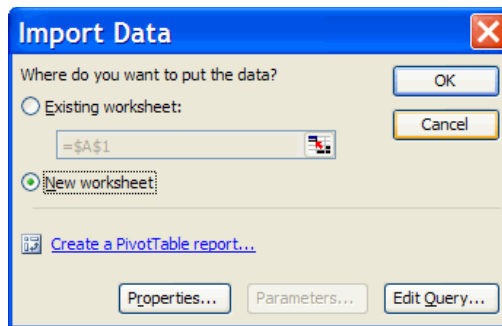 Import Data
Where do you want to put the data?
OK
Existing worksheet:
Cancel
=$A$1
New worksheet
Create a PivotTable report...
Properties... Parameters... Edit Query...